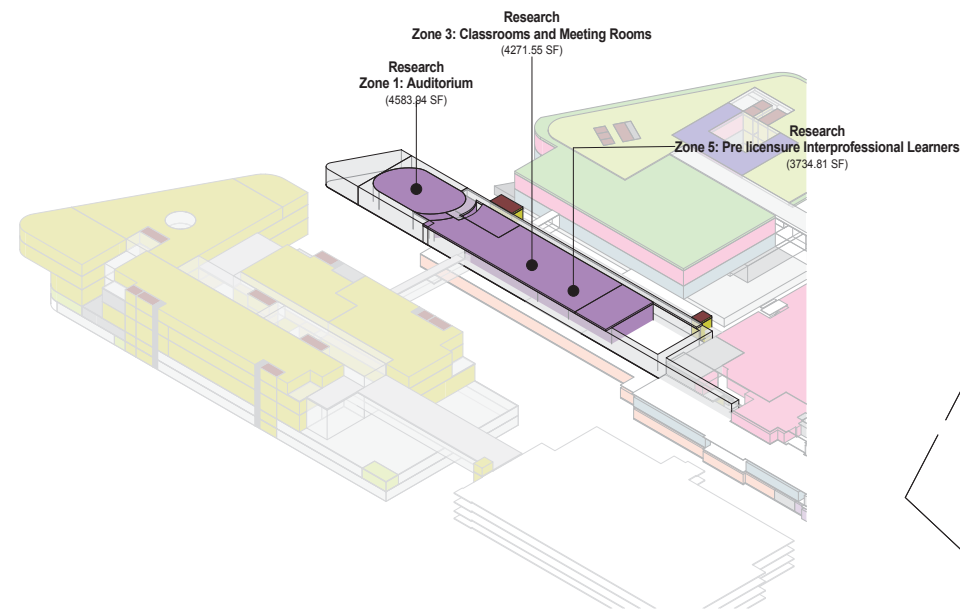 Research
Zone 3: Classrooms and Meeting Rooms
(4271.55 SF)
Research
Zone 1: Auditorium
(4583.94 SF)
Research
Zone 5: Pre licensure Interprofessional Learners
(3734.81 SF)